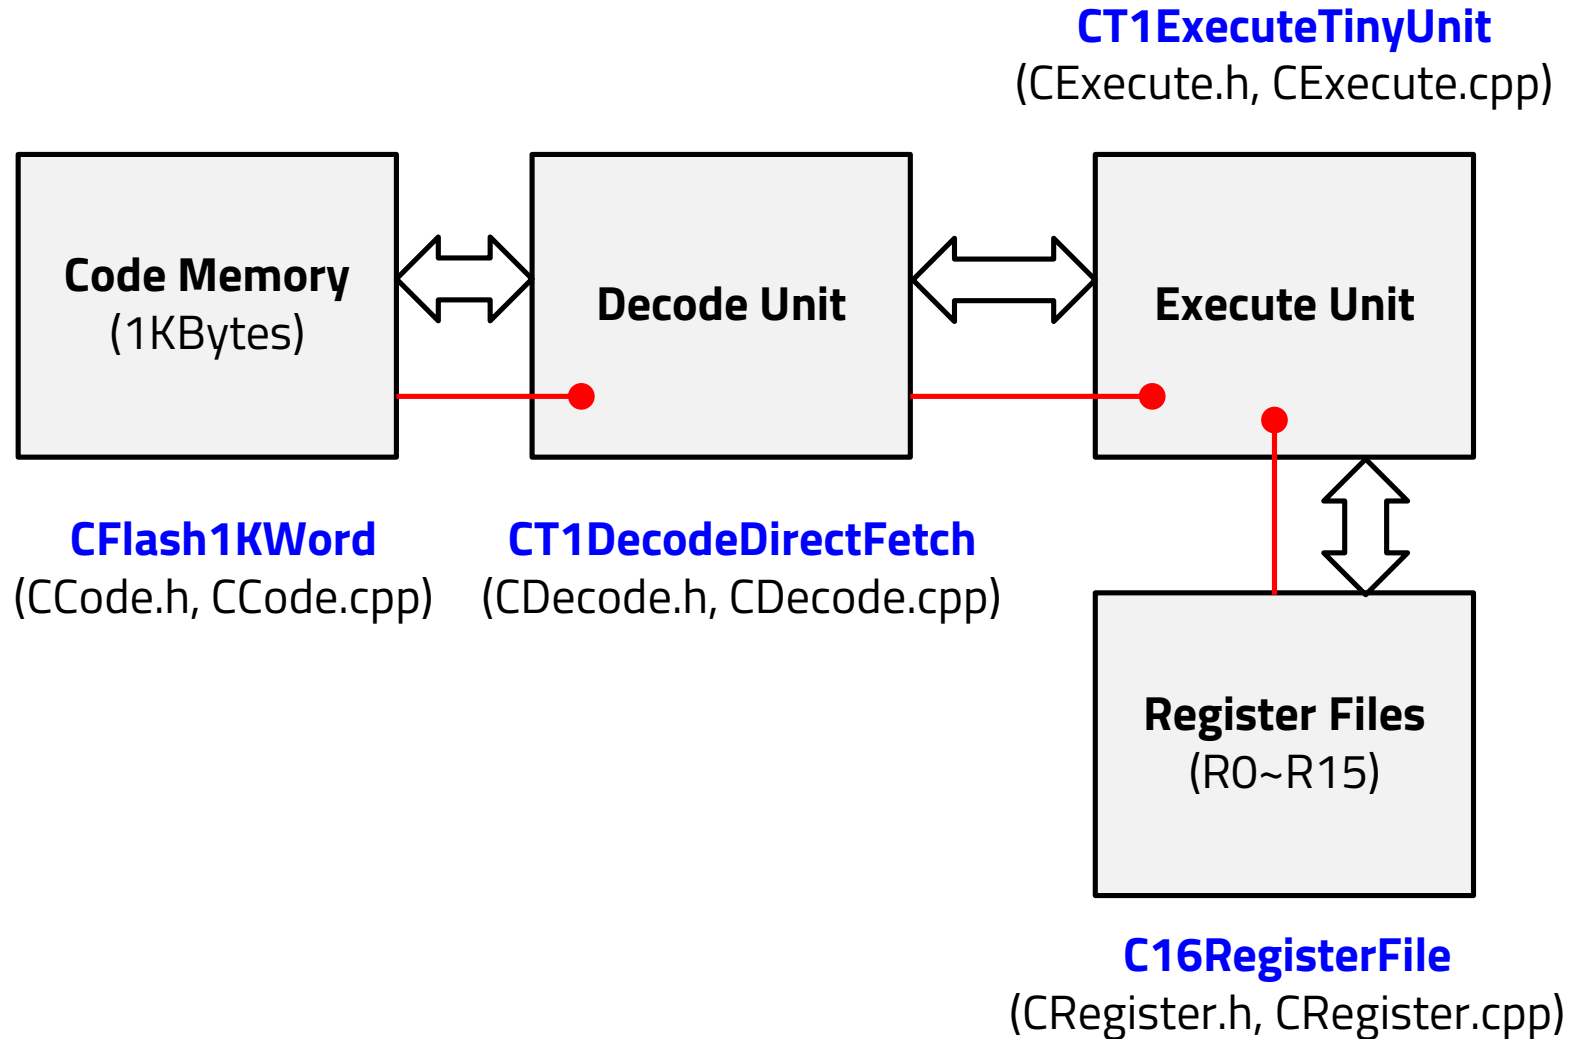 CT1ExecuteTinyUnit
(CExecute.h, CExecute.cpp)
Code Memory
(1KBytes)
Decode Unit
Execute Unit
CFlash1KWord
(CCode.h, CCode.cpp)
CT1DecodeDirectFetch
(CDecode.h, CDecode.cpp)
Register Files
(R0~R15)
C16RegisterFile
(CRegister.h, CRegister.cpp)